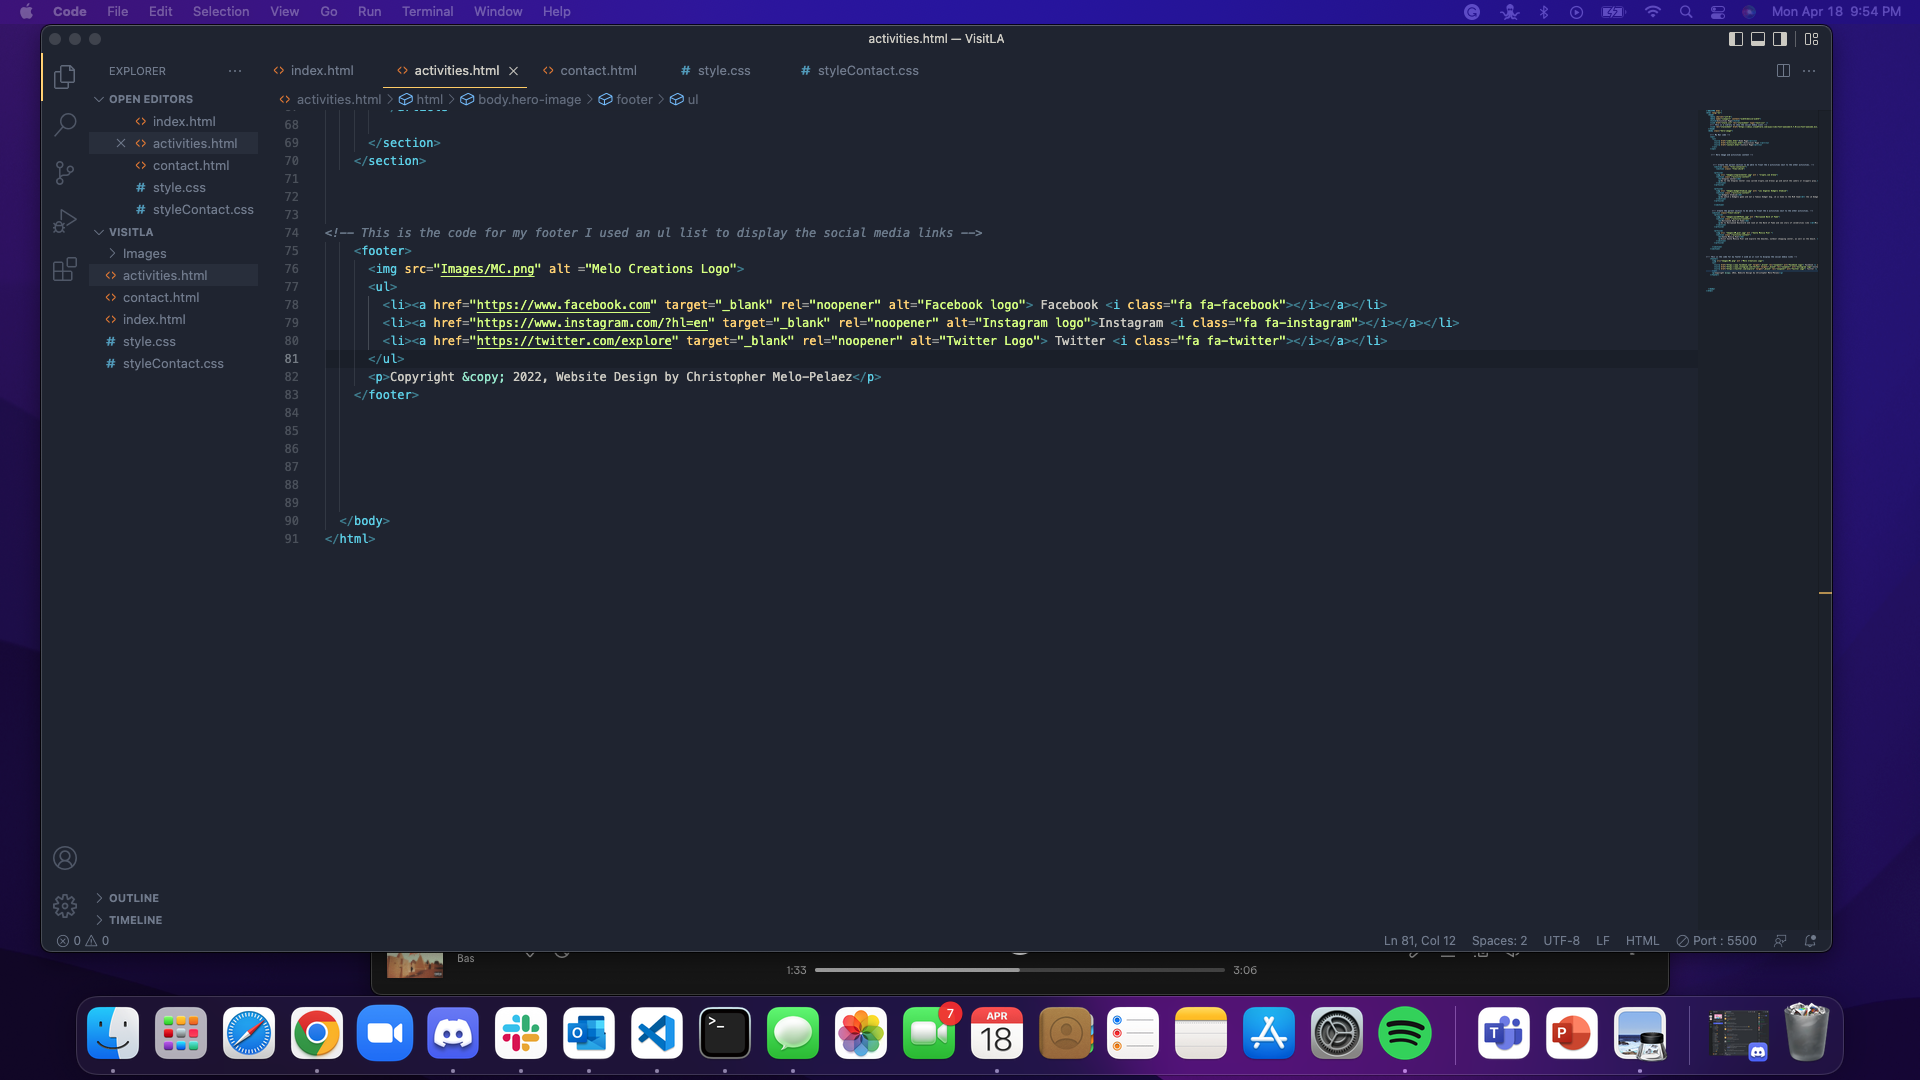 Code File Edit Selection View Go Run Terminal Window Help Mon Apr 18 9:54 PM
activities.html — VisitLA
EXPLORER
index.html activities.html contact.html style.css styleContact.css
activities.html html body.hero-image footer ul
OPEN EDITORS
index.html
activities.html
contact.html
style.css
styleContact.css
VISITLA
Images
activities.html
contact.html
index.html
style.css
styleContact.css
68
69 </section>
70 </section>
71
72
73
74 <!-- This is the code for my footer I used an ul list to display the social media links -->
75 <footer>
76 <img src="Images/MC.png" alt ="Melo Creations Logo">
77 <ul>
78 <li><a href="https://www.facebook.com" target="_blank" rel="noopener" alt="Facebook logo"> Facebook <i class="fa fa-facebook"></i></a></li>
79 <li><a href="https://www.instagram.com/?hl=en" target="_blank" rel="noopener" alt="Instagram logo">Instagram <i class="fa fa-instagram"></i></a></li>
80 <li><a href="https://twitter.com/explore" target="_blank" rel="noopener" alt="Twitter Logo"> Twitter <i class="fa fa-twitter"></i></a></li>
81 </ul>
82 <p>Copyright &copy; 2022, Website Design by Christopher Melo-Pelaez</p>
83 </footer>
84
85
86
87
88
89
90 </body>
91 </html>
OUTLINE
TIMELINE
0 0 Ln 81, Col 12 Spaces: 2 UTF-8 LF HTML Port : 5500
Bas
1:33 3:06
7
APR
18